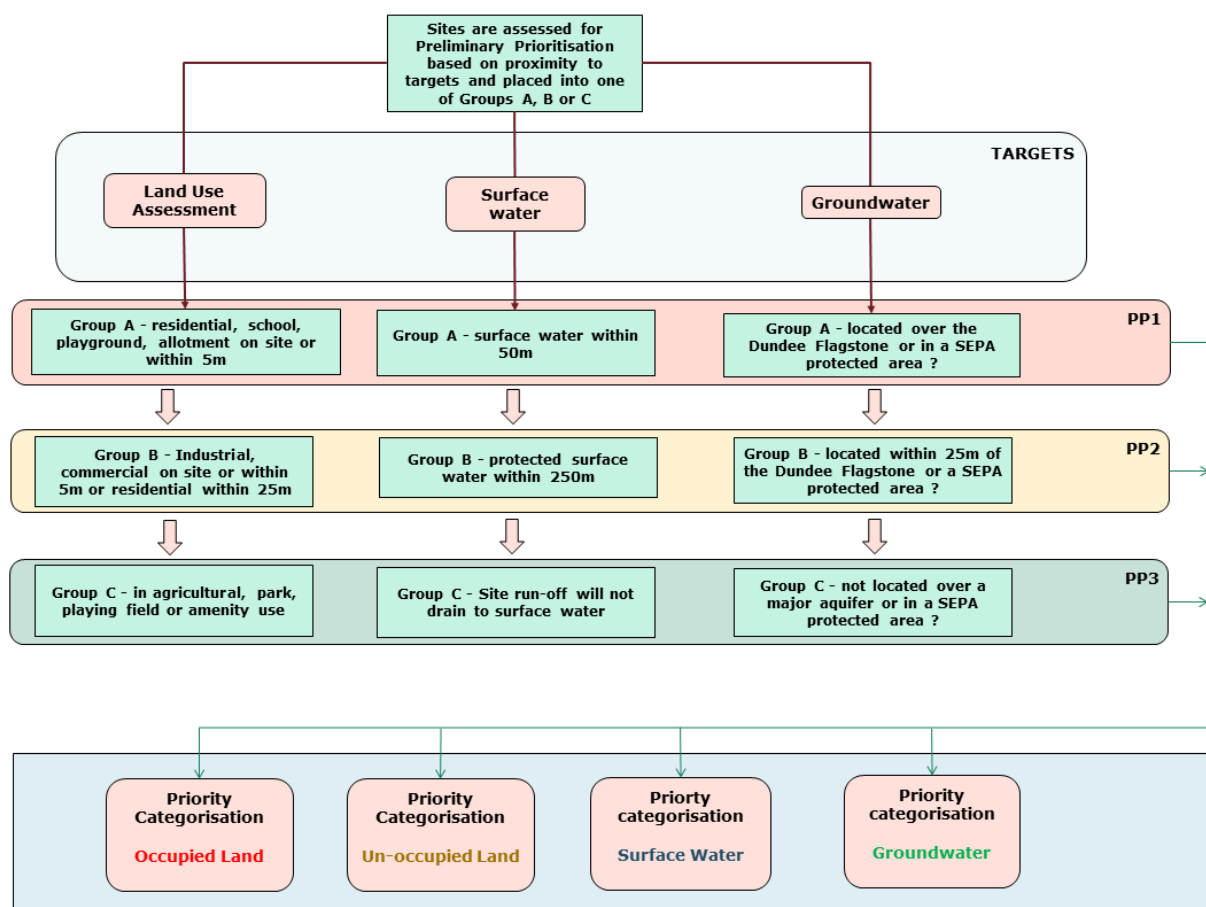 Sites are assessed for
Preliminary Prioritisation
based on proximity to
targets and placed into one
of Groups A, B or C
TARGETS
Land Use
Assessment
Surface
water
Groundwater
PP1
Group A - residential, school,
playground, allotment on site or
within 5m
Group A - surface water within
50m
Group A - located over the
Dundee Flagstone or in a SEPA
protected area ?
PP2
Group B - Industrial,
commercial on site or within
5m or residential within 25m
Group B - protected surface
water within 250m
Group B - located within 25m of
the Dundee Flagstone or a SEPA
protected area ?
PP3
Group C - in agricultural, park,
playing field or amenity use
Group C - Site run-off will not
drain to surface water
Group C - not located over a
major aquifer or in a SEPA
protected area ?
Priority
Categorisation
Occupied Land
Priority
Categorisation
Un-occupied Land
Priorty
categorisation
Surface Water
Priority
categorisation
Groundwater